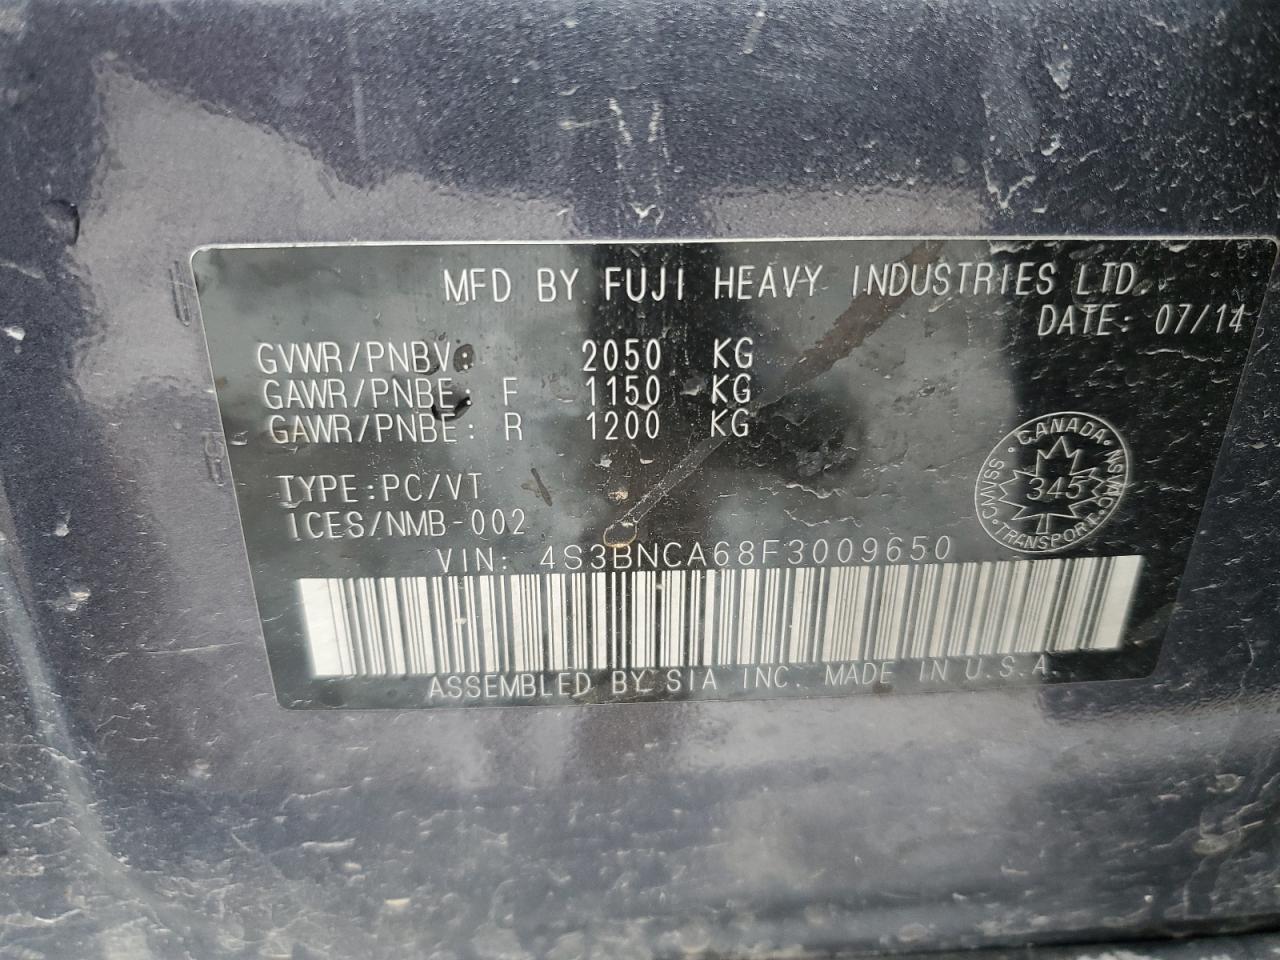 MFD BY FUJI HEAVY INDUSTRIES LTD.
DATE: 07/14
GVWR/PNBV: 2050 KG
GAWR/PNBE: F 1150 KG
GAWR/PNBE: R 1200 KG
TYPE:PC/VT
ICES/NMB-002
CANADA
CMVSS · NSVAC
345
TRANSPORT
VIN: 4S3BNCA68F3009650
ASSEMBLED BY SIA INC. MADE IN U.S.A.